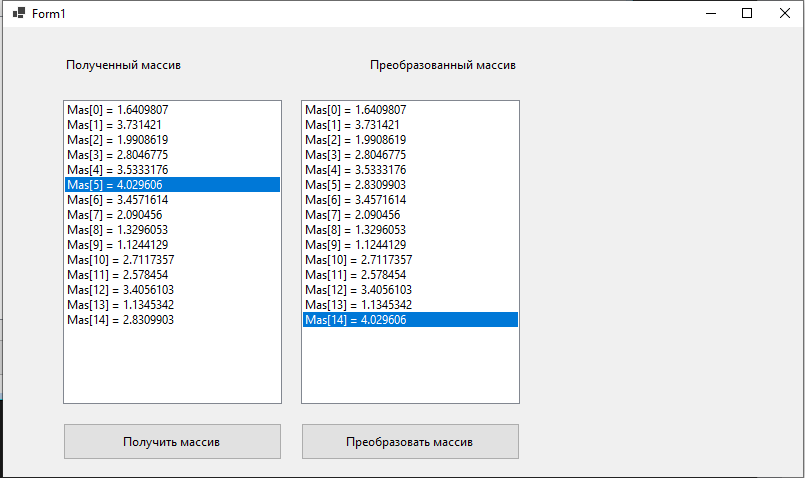 Form1
Полученный массив
Преобразованный массив
Mas[0] = 1.6409807
Mas[1] = 3.731421
Mas[2] = 1.9908619
Mas[3] = 2.8046775
Mas[4] = 3.5333176
Mas[5] = 4.029606
Mas[6] = 3.4571614
Mas[7] = 2.090456
Mas[8] = 1.3296053
Mas[9] = 1.1244129
Mas[10] = 2.7117357
Mas[11] = 2.578454
Mas[12] = 3.4056103
Mas[13] = 1.1345342
Mas[14] = 2.8309903
Mas[0] = 1.6409807
Mas[1] = 3.731421
Mas[2] = 1.9908619
Mas[3] = 2.8046775
Mas[4] = 3.5333176
Mas[5] = 2.8309903
Mas[6] = 3.4571614
Mas[7] = 2.090456
Mas[8] = 1.3296053
Mas[9] = 1.1244129
Mas[10] = 2.7117357
Mas[11] = 2.578454
Mas[12] = 3.4056103
Mas[13] = 1.1345342
Mas[14] = 4.029606
Получить массив
Преобразовать массив